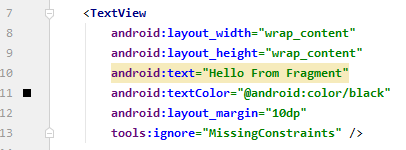 7 <TextView
8 android:layout_width="wrap_content"
9 android:layout_height="wrap_content"
10 android:text="Hello From Fragment"
11 android:textColor="@android:color/black"
12 android:layout_margin="10dp"
13 tools:ignore="MissingConstraints" />